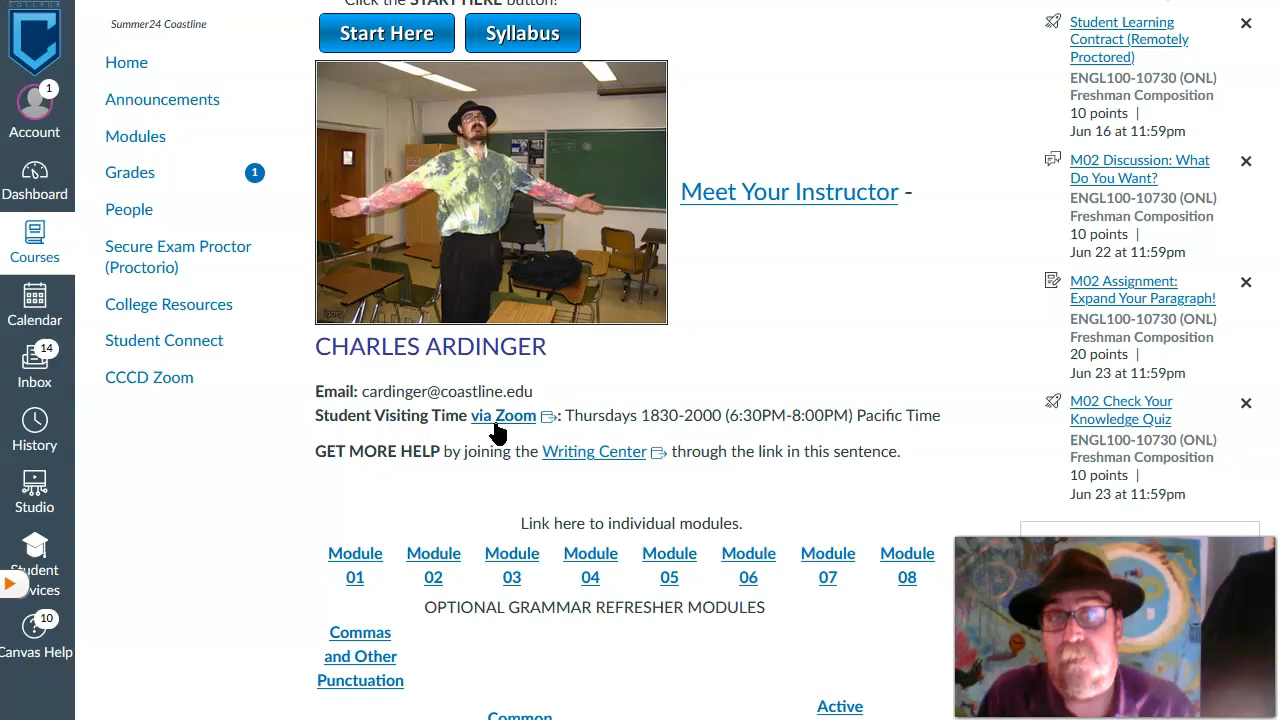 COLLEGE
1
Account
Dashboard
Courses
Calendar
14
Inbox
History
Studio
Student
vices
10
Canvas Help
Summer24 Coastline
Home
Announcements
Modules
Grades
1
People
Secure Exam Proctor
(Proctorio)
College Resources
Student Connect
CCCD Zoom
Click the START HERE button!
Start Here
Syllabus
Meet Your Instructor -
CHARLES ARDINGER
Email: cardinger@coastline.edu
Student Visiting Time via Zoom : Thursdays 1830-2000 (6:30PM-8:00PM) Pacific Time
GET MORE HELP by joining the Writing Center through the link in this sentence.
Link here to individual modules.
Module 01
Module 02
Module 03
Module 04
Module 05
Module 06
Module 07
Module 08
OPTIONAL GRAMMAR REFRESHER MODULES
Commas
and Other
Punctuation
Common
Active
Student Learning
Contract (Remotely
Proctored)
ENGL100-10730 (ONL)
Freshman Composition
10 points |
Jun 16 at 11:59pm
M02 Discussion: What
Do You Want?
ENGL100-10730 (ONL)
Freshman Composition
10 points |
Jun 22 at 11:59pm
M02 Assignment:
Expand Your Paragraph!
ENGL100-10730 (ONL)
Freshman Composition
20 points |
Jun 23 at 11:59pm
M02 Check Your
Knowledge Quiz
ENGL100-10730 (ONL)
Freshman Composition
10 points |
Jun 23 at 11:59pm